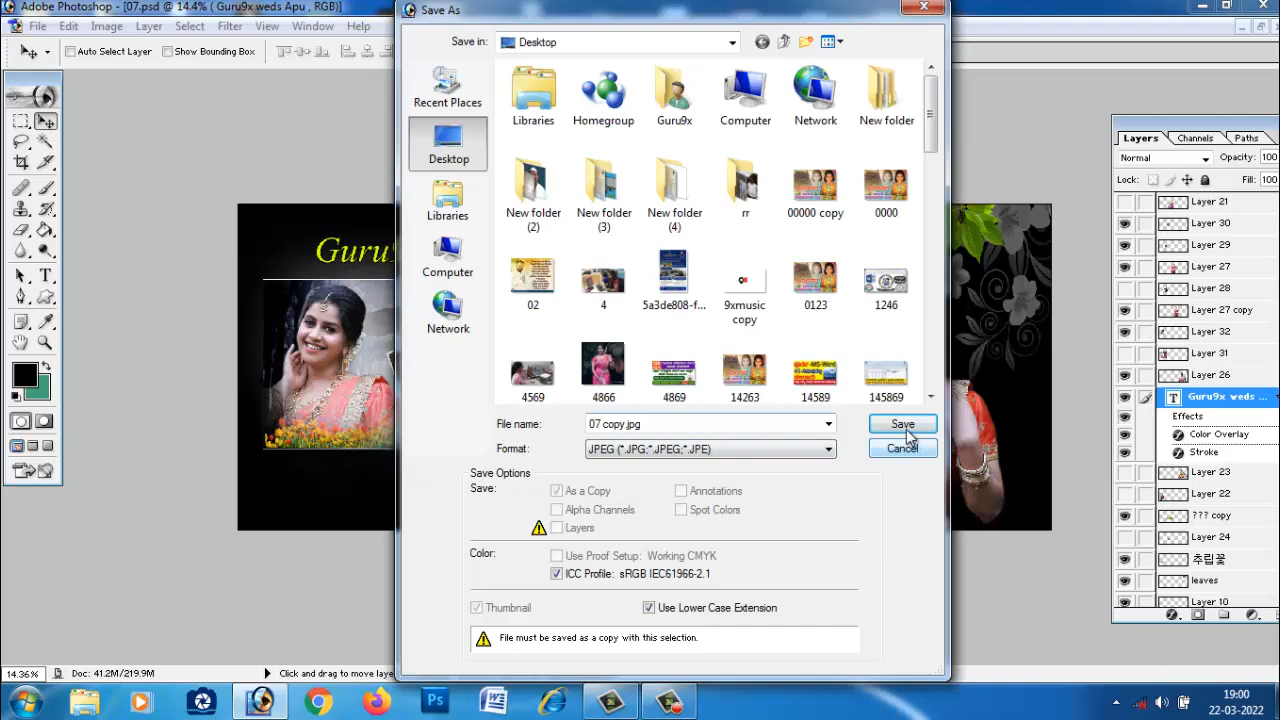 Adobe Photoshop - [07.psd @ 14.4% ( Guru9x weds Apu , RGB)]
File Edit Image Layer Select Filter View Window Help
Auto Select Layer Show Bounding Box
Save As
Save in: Desktop
Recent Places
Desktop
Libraries
Computer
Network
Libraries Homegroup Guru9x Computer Network New folder
New folder (2) New folder (3) New folder (4) rr 00000 copy 0000
02 4 5a3de808-f... 9xmusic copy 0123 1246
4569 4866 4869 14263 14589 145869
File name: 07 copy.jpg Save
Format: JPEG (*.JPG;*.JPEG;*.JPE) Cancel
Save Options
Save: As a Copy Annotations
Alpha Channels Spot Colors
Layers
Color: Use Proof Setup: Working CMYK
ICC Profile: sRGB IEC61966-2.1
Thumbnail Use Lower Case Extension
File must be saved as a copy with this selection.
Guru9
Layers Channels Paths
Normal Opacity: 100
Lock: Fill: 100
Layer 21
Layer 30
Layer 29
Layer 27
Layer 28
Layer 27 copy
Layer 32
Layer 31
Layer 26
T Guru9x weds ...
Effects
Color Overlay
Stroke
Layer 23
Layer 22
??? copy
Layer 24
추립꽃
leaves
Layer 10
14.36% Doc: 41.2M/219.9M Click and drag to move layer
Ps
19:00
22-03-2022